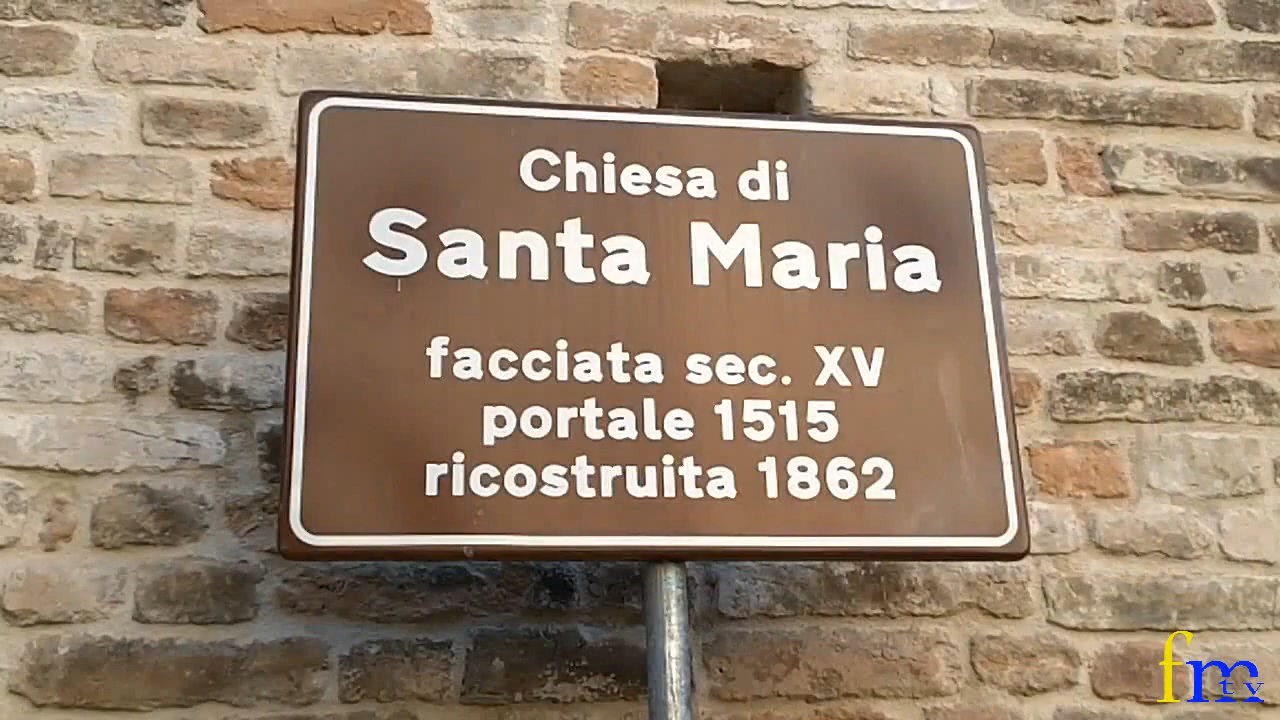 Chiesa di
Santa Maria
facciata sec. XV
portale 1515
ricostruita 1862
fmtv